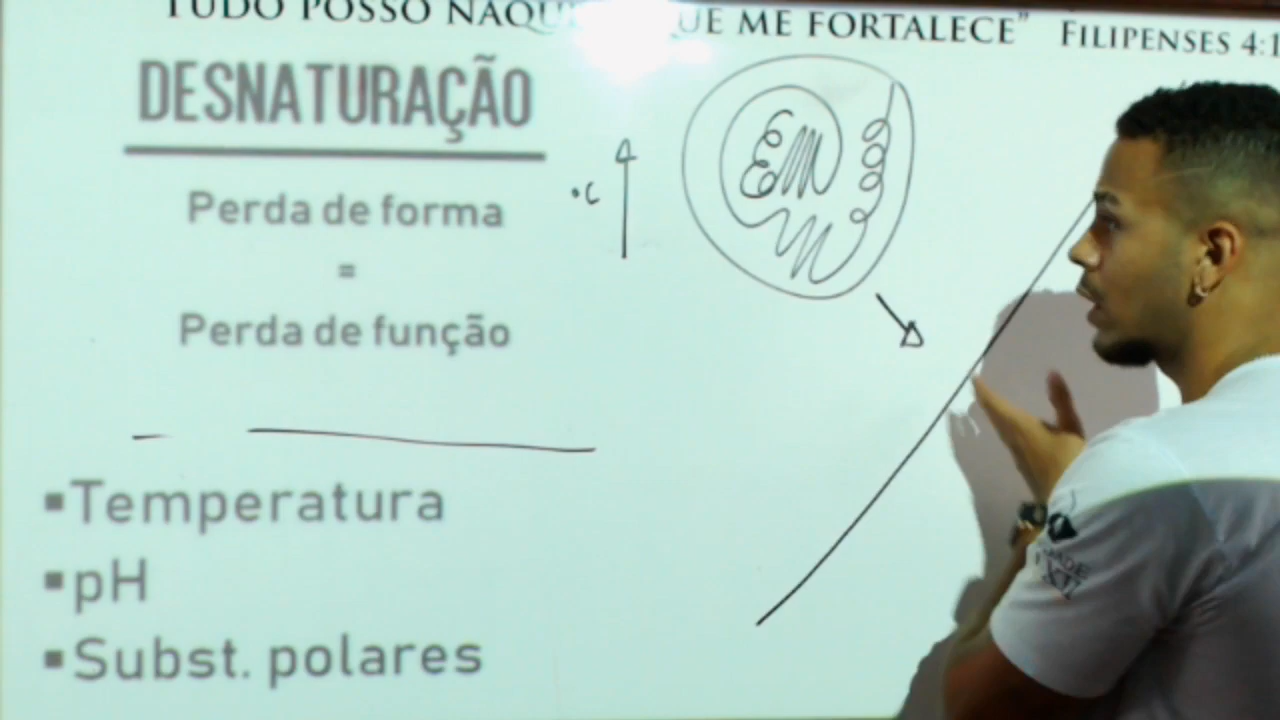 TUDO POSSO NAQU UE ME FORTALECE" FILIPENSES 4:1
DESNATURAÇÃO
Perda de forma
=
Perda de função
°C
▪Temperatura
▪pH
▪Subst. polares